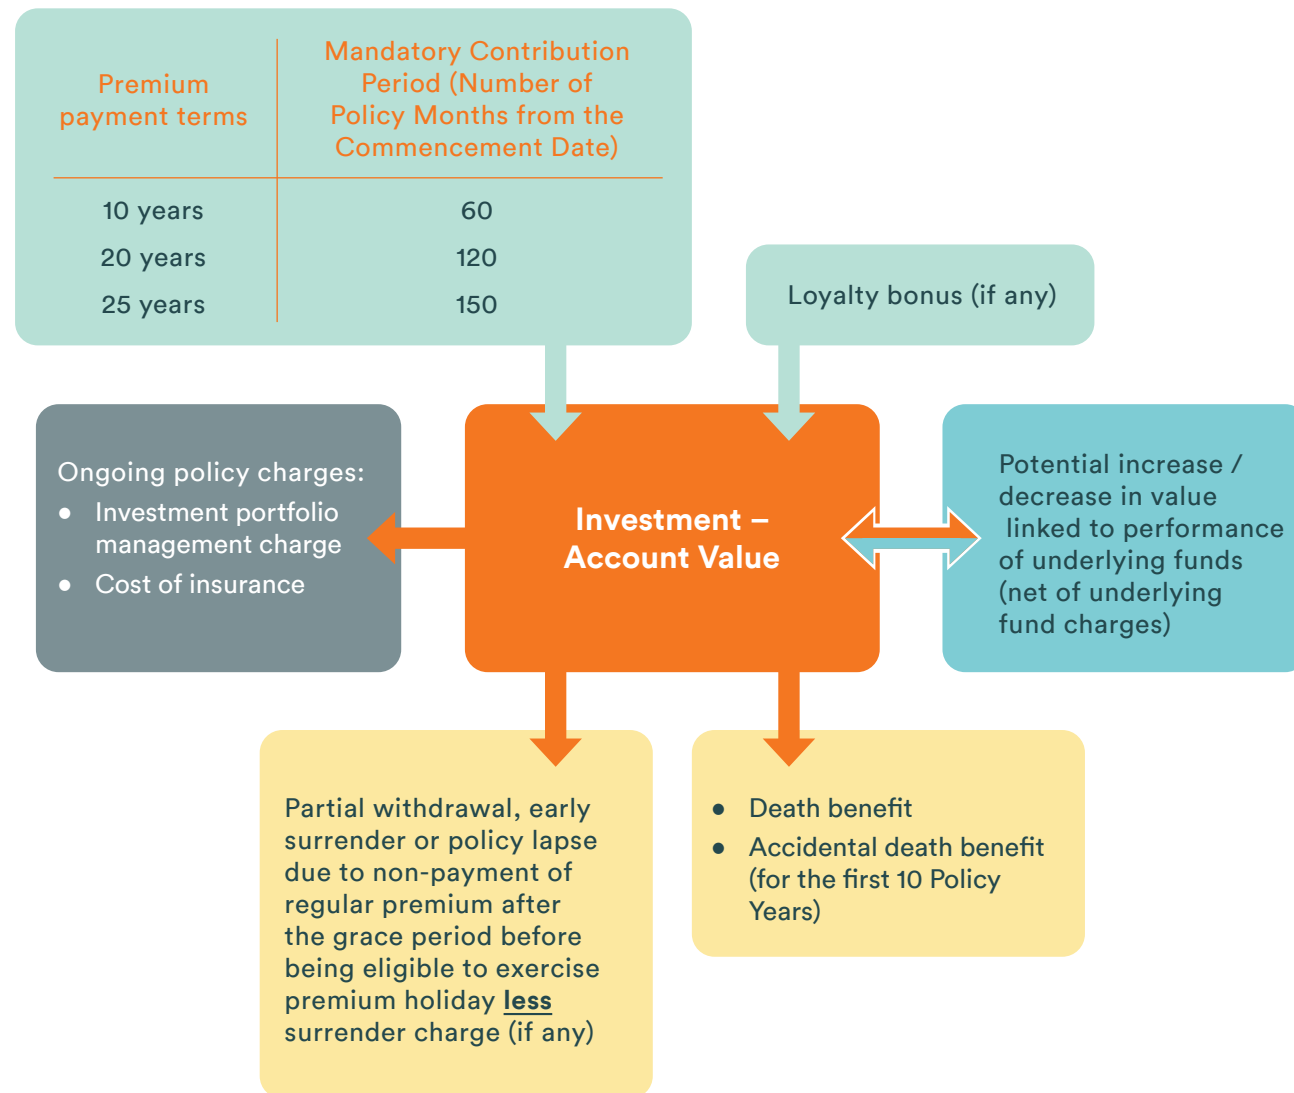 Premium
payment terms
Mandatory Contribution
Period (Number of
Policy Months from the
Commencement Date)
10 years 60
20 years 120
25 years 150
Loyalty bonus (if any)
Ongoing policy charges:
● Investment portfolio
management charge
● Cost of insurance
Investment –
Account Value
Potential increase /
decrease in value
linked to performance
of underlying funds
(net of underlying
fund charges)
Partial withdrawal, early
surrender or policy lapse
due to non-payment of
regular premium after
the grace period before
being eligible to exercise
premium holiday less
surrender charge (if any)
● Death benefit
● Accidental death benefit
(for the first 10 Policy
Years)